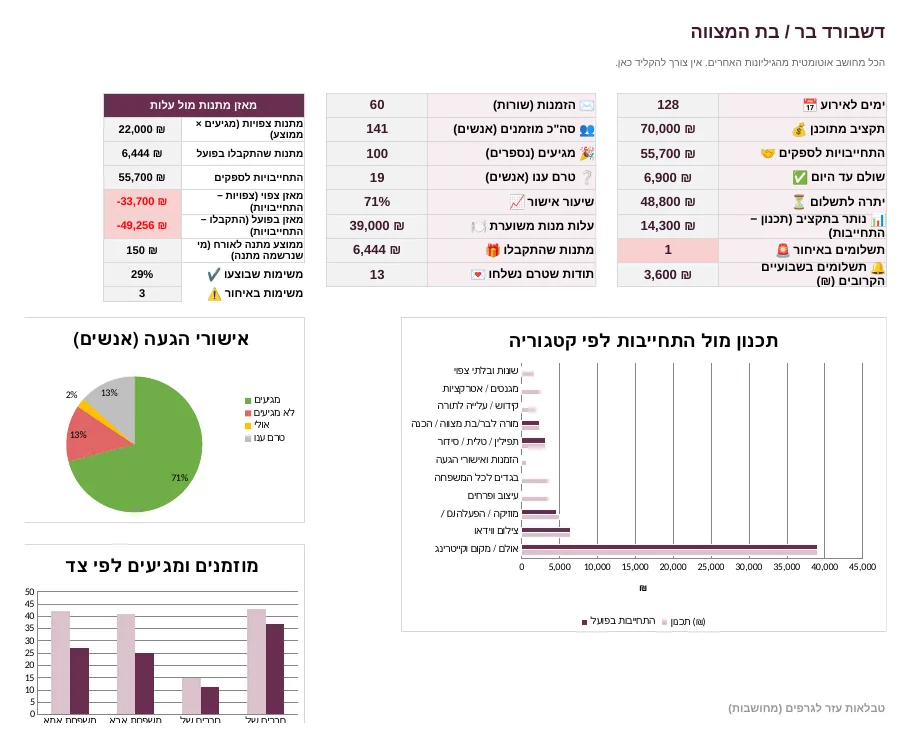 דשבורד בר / בת המצווה
הכל מחושב אוטומטית מהגיליונות האחרים. אין צורך להקליד כאן.
ימים לאירוע 📅 128
תקציב מתוכנן 💰 70,000 ₪
התחייבויות לספקים 🤝 55,700 ₪
שולם עד היום ✅ 6,900 ₪
יתרה לתשלום ⏳ 48,800 ₪
📊 נותר בתקציב (תכנון – התחייבות) 14,300 ₪
תשלומים באיחור 🚨 1
🔔 תשלומים בשבועיים הקרובים (₪) 3,600 ₪
✉️ הזמנות (שורות) 60
👥 סה"כ מוזמנים (אנשים) 141
🎉 מגיעים (נספרים) 100
❔ טרם ענו (אנשים) 19
שיעור אישור 📈 71%
עלות מנות משוערת 🍽️ 39,000 ₪
מתנות שהתקבלו 🎁 6,444 ₪
תודות שטרם נשלחו 💌 13
מאזן מתנות מול עלות
מתנות צפויות (מגיעים × ממוצע) 22,000 ₪
מתנות שהתקבלו בפועל 6,444 ₪
התחייבויות לספקים 55,700 ₪
מאזן צפוי (צפויות – התחייבויות) -33,700 ₪
מאזן בפועל (התקבלו – התחייבויות) -49,256 ₪
ממוצע מתנה לאורח (מי שנרשמה מתנה) 150 ₪
משימות שבוצעו ✔️ 29%
משימות באיחור ⚠️ 3
תכנון מול התחייבות לפי קטגוריה
שונות ובלתי צפוי
מגנטים / אטרקציות
קידוש / עלייה לתורה
מורה לבר/בת מצווה / הכנה
תפילין / טלית / סידור
הזמנות ואישורי הגעה
בגדים לכל המשפחה
עיצוב ופרחים
מוזיקה / הפעלה/DJ
צילום ווידאו
אולם / מקום וקייטרינג
0 5,000 10,000 15,000 20,000 25,000 30,000 35,000 40,000 45,000
₪
תכנון (₪) התחייבות בפועל
אישורי הגעה (אנשים)
71%
13%
2%
13%
מגיעים
לא מגיעים
אולי
טרם ענו
מוזמנים ומגיעים לפי צד
50
45
40
35
30
25
20
15
10
5
0
משפחת אמא משפחת אבא חברים של חברים של
טבלאות עזר לגרפים (מחושבות)